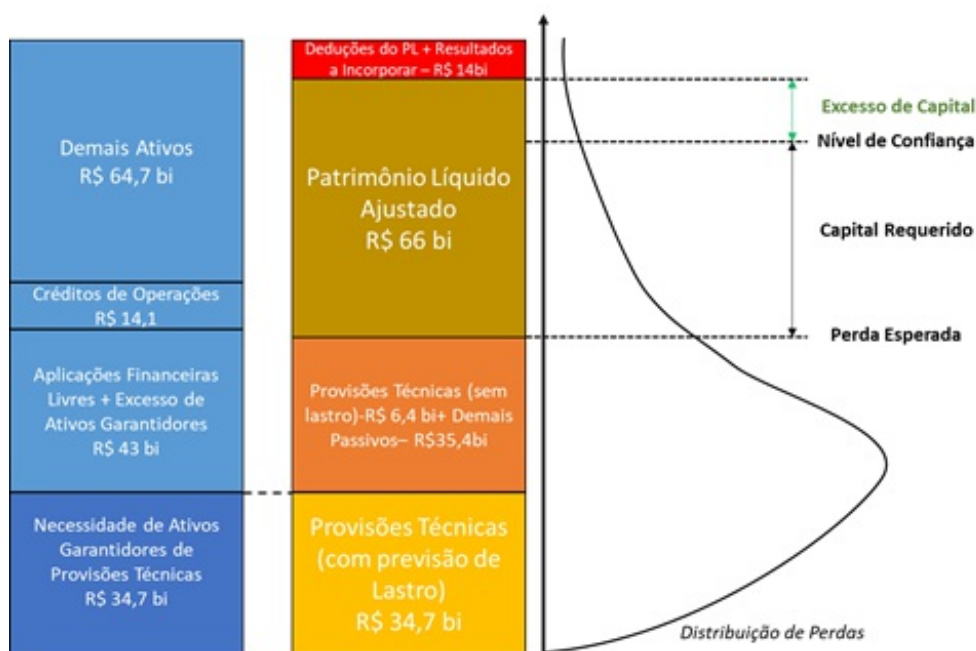 Demais Ativos
R$ 64,7 bi
Créditos de Operações
R$ 14,1
Aplicações Financeiras
Livres + Excesso de
Ativos Garantidores
R$ 43 bi
Necessidade de Ativos
Garantidores de
Provisões Técnicas
R$ 34,7 bi
Deduções do PL + Resultados
a Incorporar – R$ 14bi
Patrimônio Líquido
Ajustado
R$ 66 bi
Provisões Técnicas (sem
lastro)-R$ 6,4 bi+ Demais
Passivos– R$35,4bi
Provisões Técnicas
(com previsão de
Lastro)
R$ 34,7 bi
Excesso de Capital
Nível de Confiança
Capital Requerido
Perda Esperada
Distribuição de Perdas